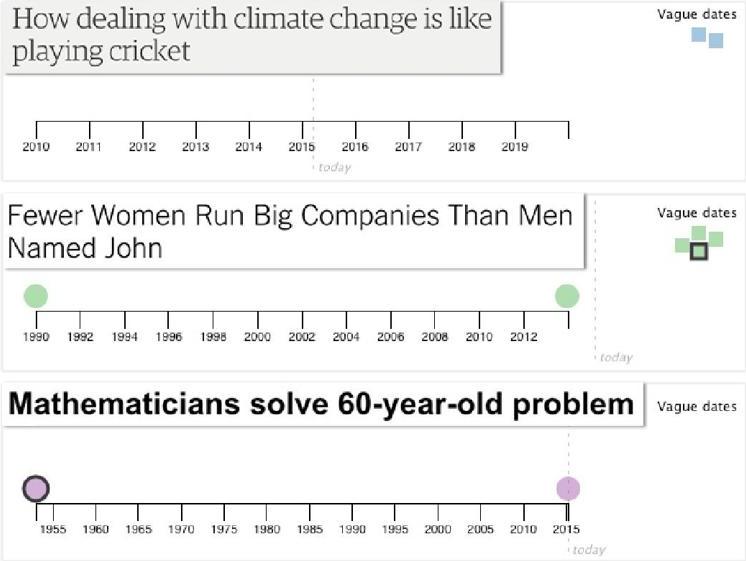 How dealing with climate change is like
playing cricket
Vague dates
2010 2011 2012 2013 2014 2015 2016 2017 2018 2019
today
Fewer Women Run Big Companies Than Men
Named John
Vague dates
1990 1992 1994 1996 1998 2000 2002 2004 2006 2008 2010 2012
today
Mathematicians solve 60-year-old problem
Vague dates
1955 1960 1965 1970 1975 1980 1985 1990 1995 2000 2005 2010 2015
today